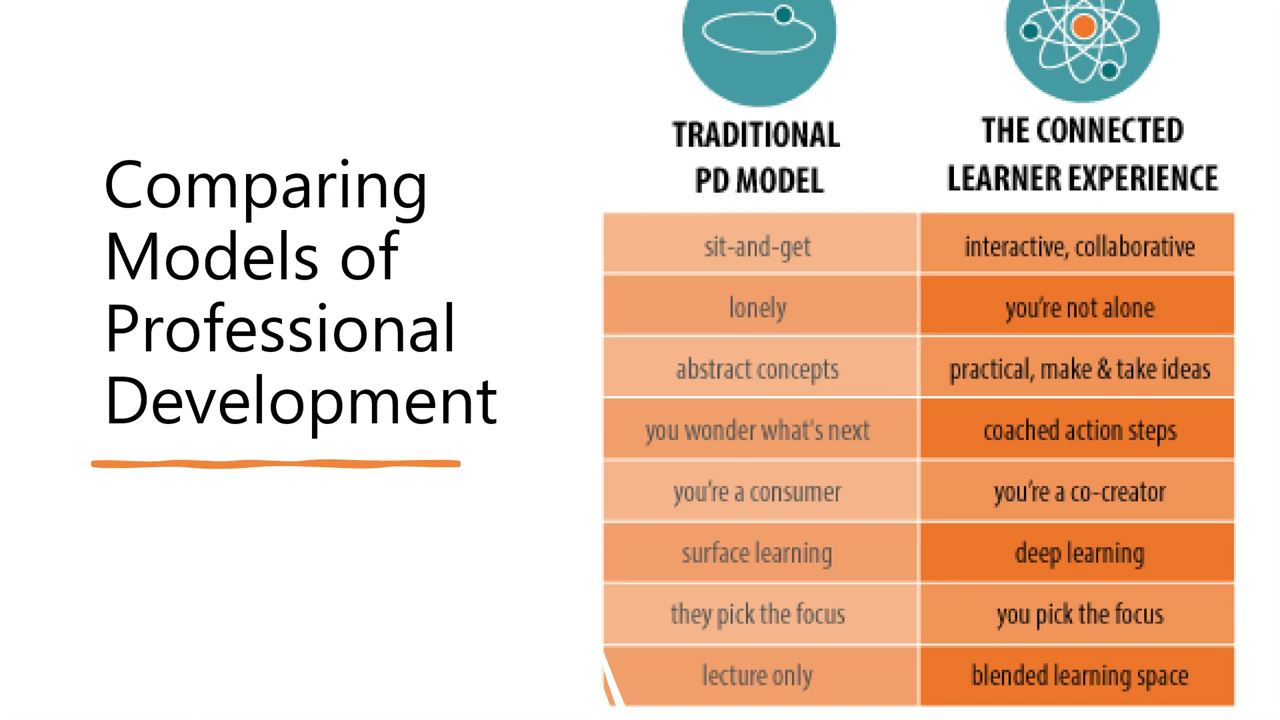 Comparing
Models of
Professional
Development
TRADITIONAL
PD MODEL
THE CONNECTED
LEARNER EXPERIENCE
sit-and-get
interactive, collaborative
lonely
you're not alone
abstract concepts
practical, make & take ideas
you wonder what's next
coached action steps
you're a consumer
you're a co-creator
surface learning
deep learning
they pick the focus
you pick the focus
lecture only
blended learning space